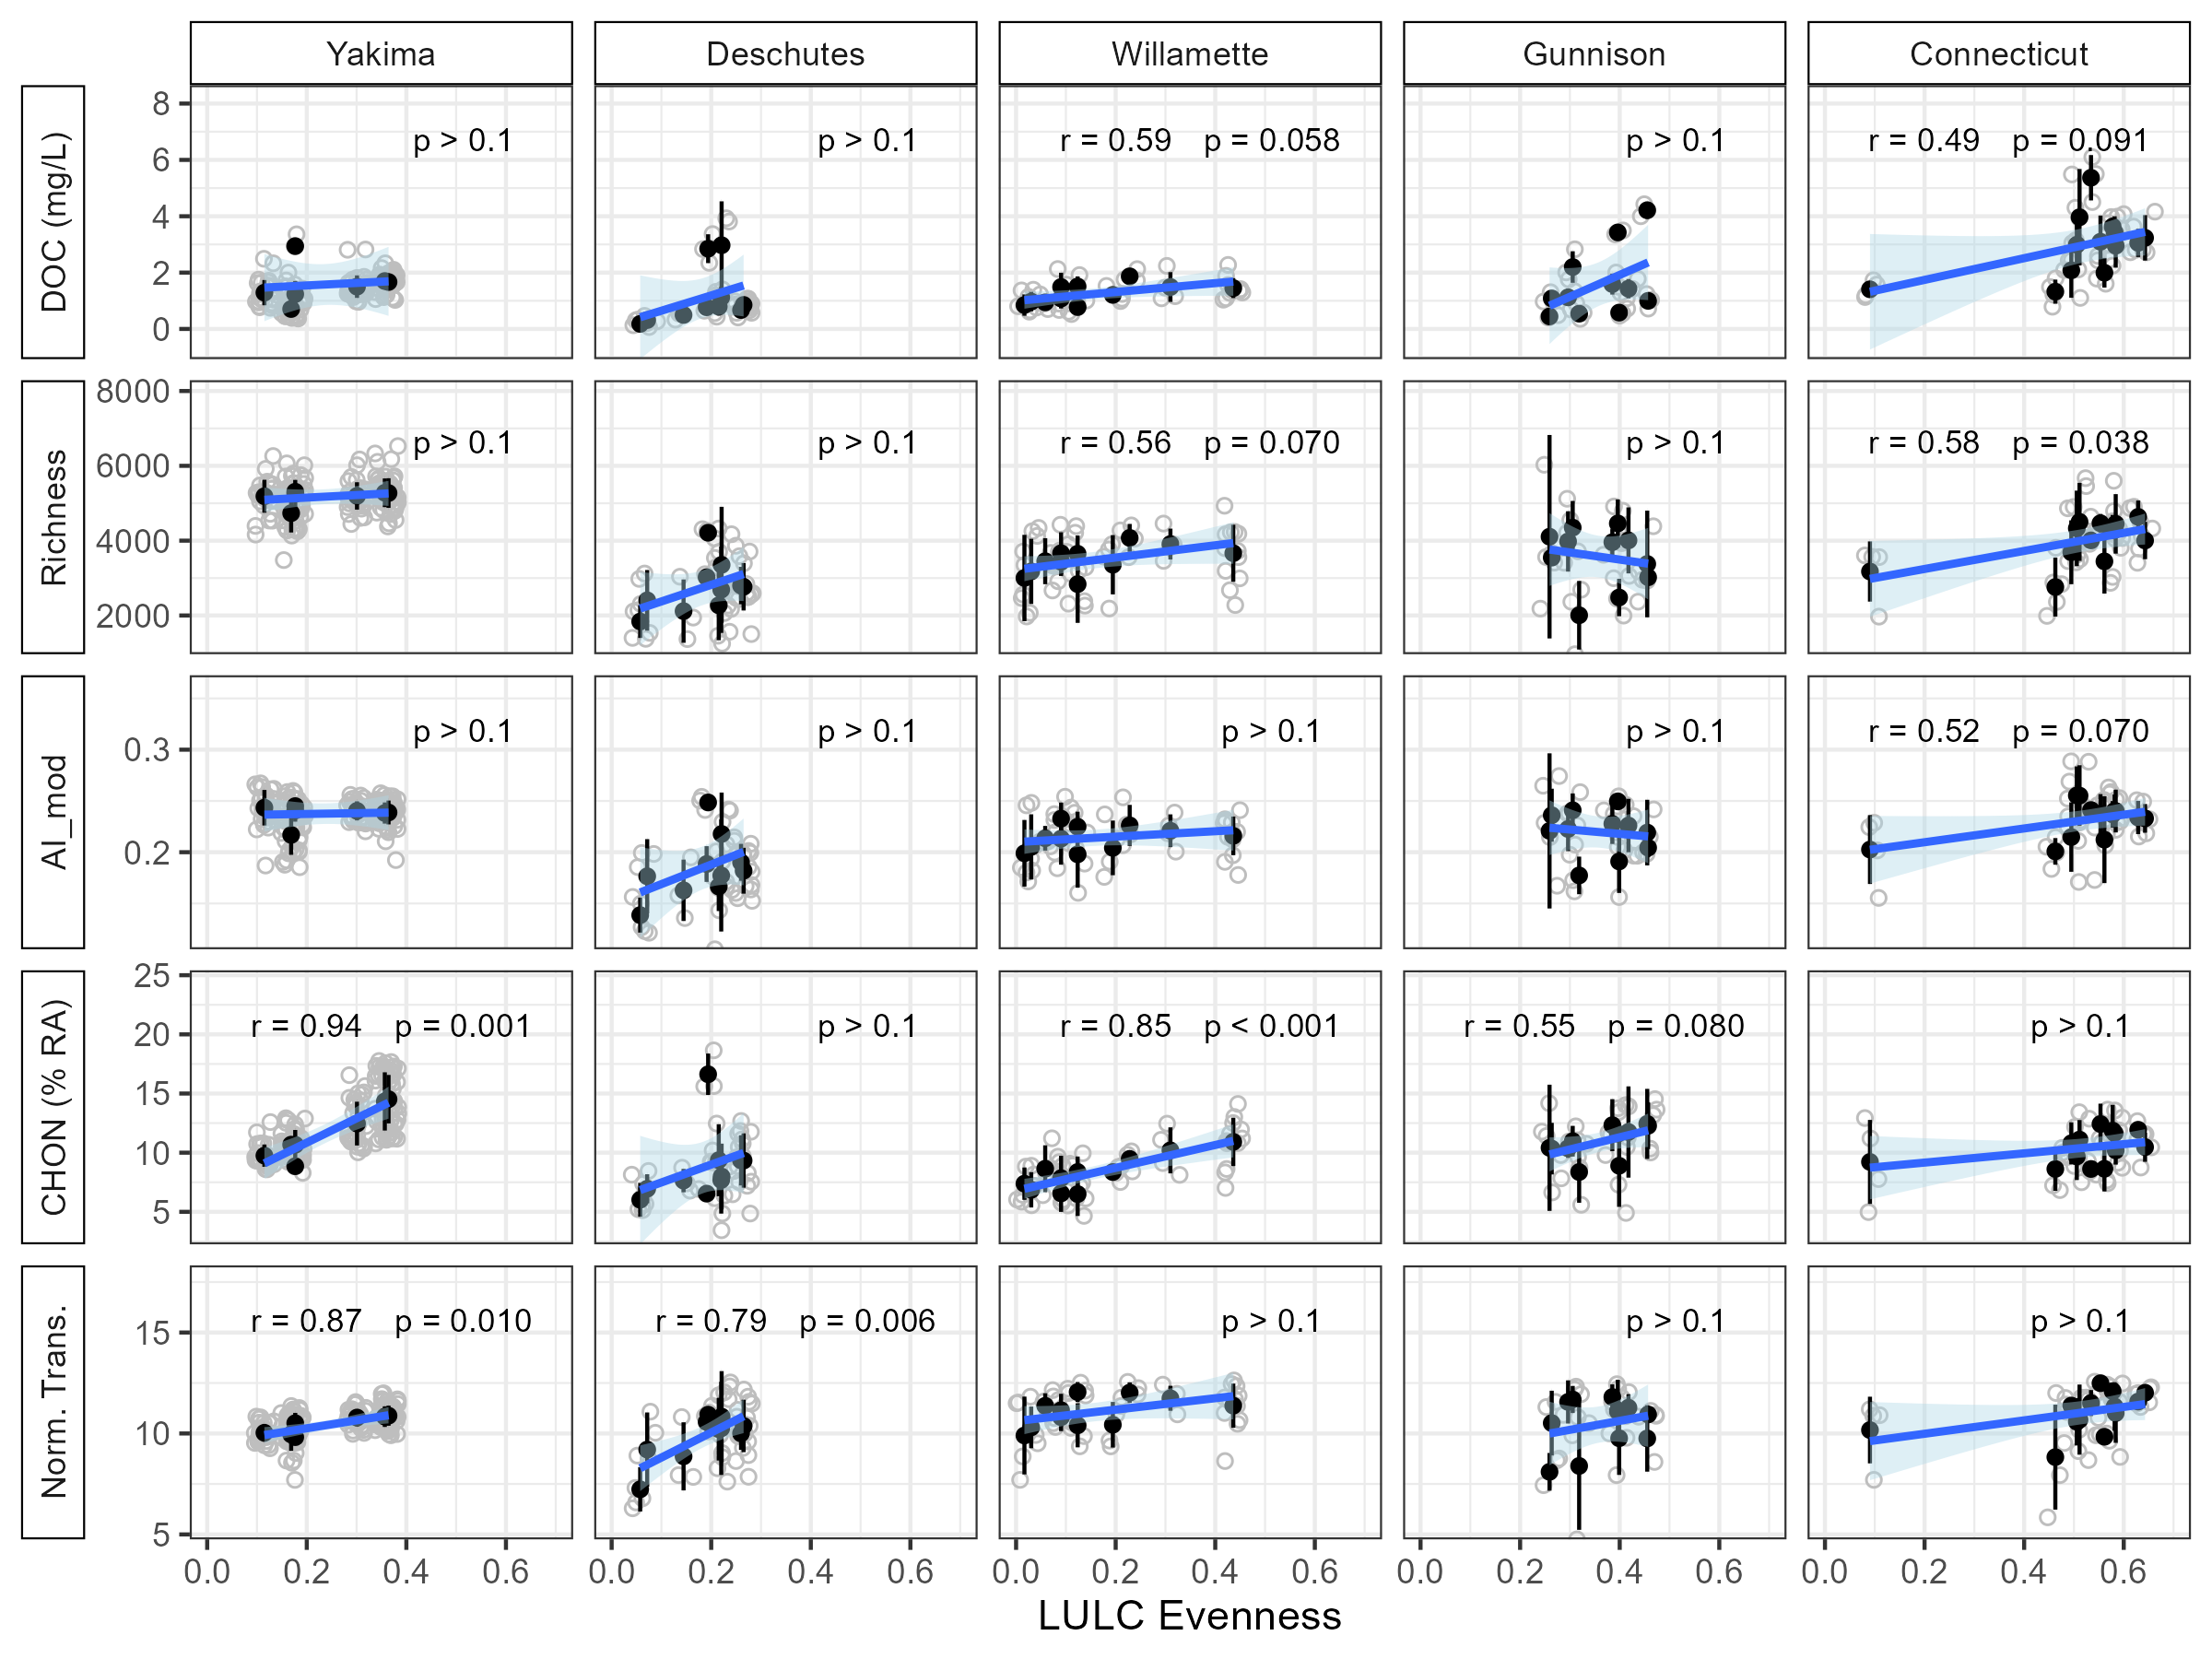 Yakima Deschutes Willamette Gunnison Connecticut
DOC (mg/L)
8
6
4
2
0
p > 0.1
p > 0.1
r = 0.59 p = 0.058
p > 0.1
r = 0.49 p = 0.091
Richness
8000
6000
4000
2000
p > 0.1
p > 0.1
r = 0.56 p = 0.070
p > 0.1
r = 0.58 p = 0.038
AI_mod
0.3
0.2
p > 0.1
p > 0.1
p > 0.1
p > 0.1
r = 0.52 p = 0.070
CHON (% RA)
25
20
15
10
5
r = 0.94 p = 0.001
p > 0.1
r = 0.85 p < 0.001
r = 0.55 p = 0.080
p > 0.1
Norm. Trans.
15
10
5
r = 0.87 p = 0.010
r = 0.79 p = 0.006
p > 0.1
p > 0.1
p > 0.1
0.0 0.2 0.4 0.6
0.0 0.2 0.4 0.6
0.0 0.2 0.4 0.6
0.0 0.2 0.4 0.6
0.0 0.2 0.4 0.6
LULC Evenness